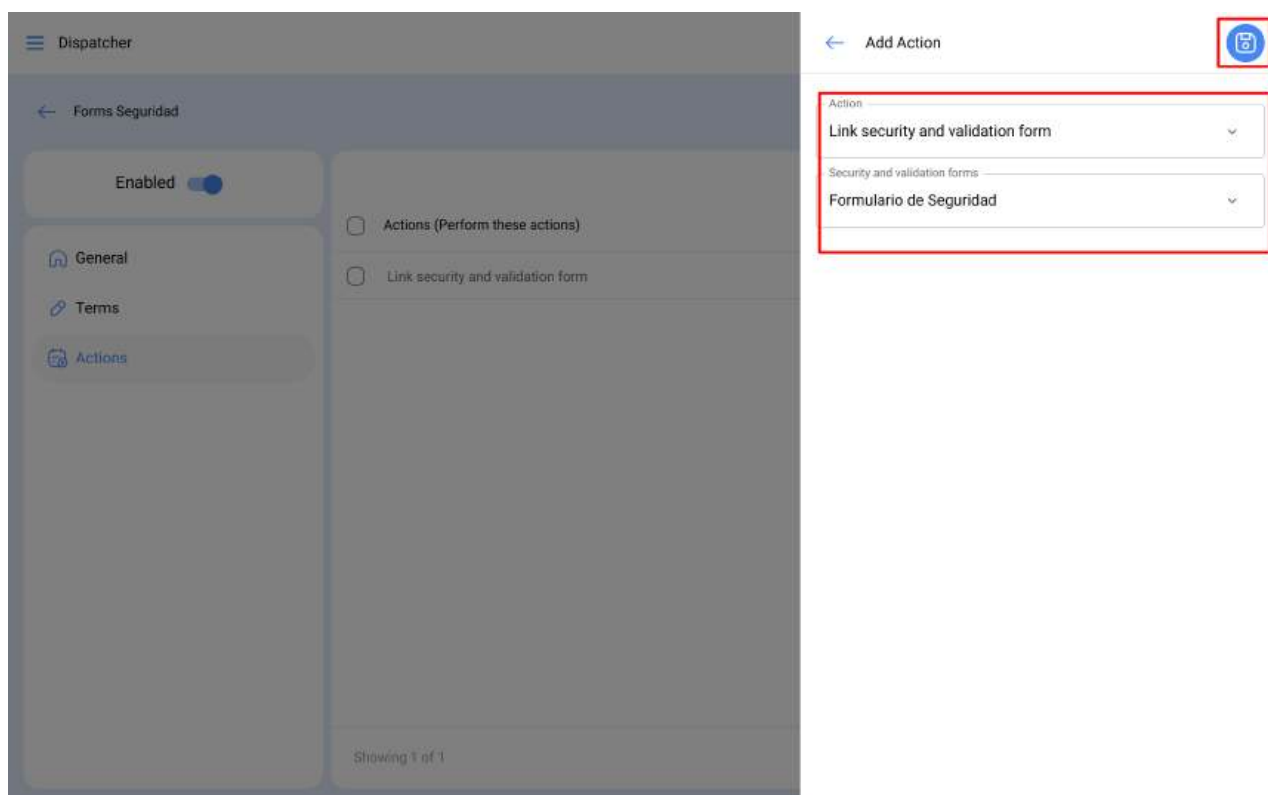 Dispatcher
Forms Seguridad
Enabled
General
Terms
Actions
Actions (Perform these actions)
Link security and validation form
Showing 1 of 1
Add Action
Action
Link security and validation form
Security and validation forms
Formulario de Seguridad